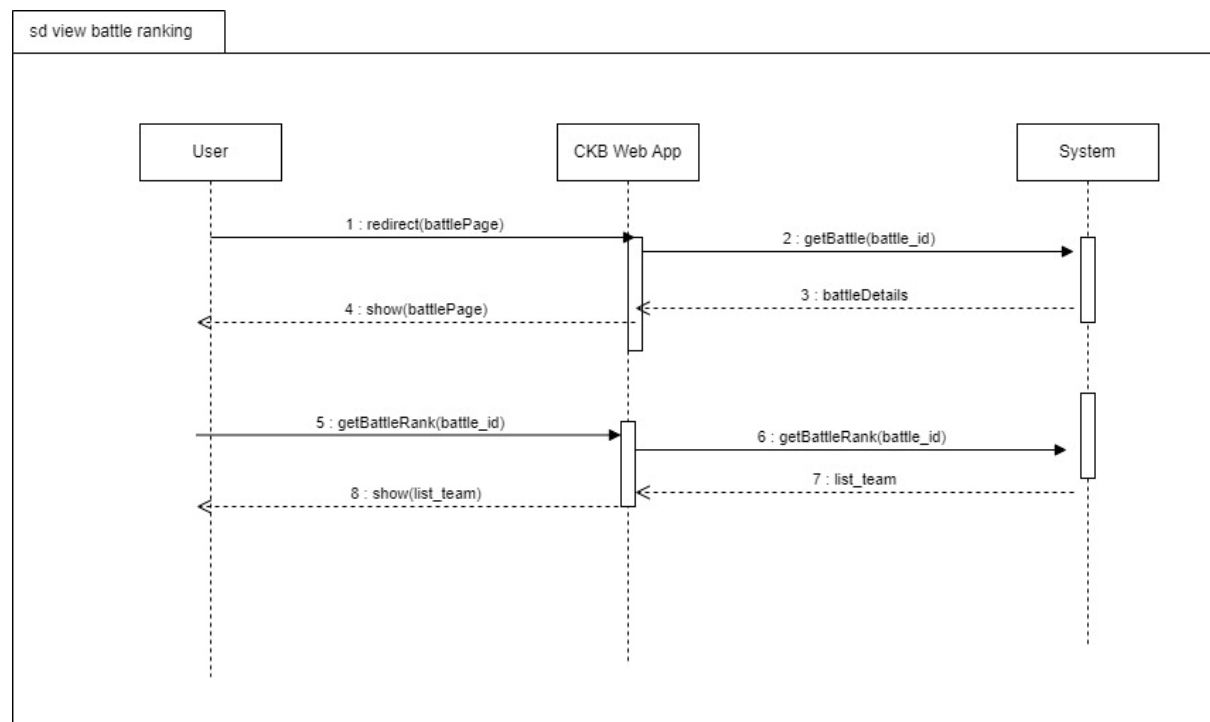 sd view battle ranking
User
CKB Web App
System
1 : redirect(battlePage)
2 : getBattle(battle_id)
3 : battleDetails
4 : show(battlePage)
5 : getBattleRank(battle_id)
6 : getBattleRank(battle_id)
7 : list_team
8 : show(list_team)